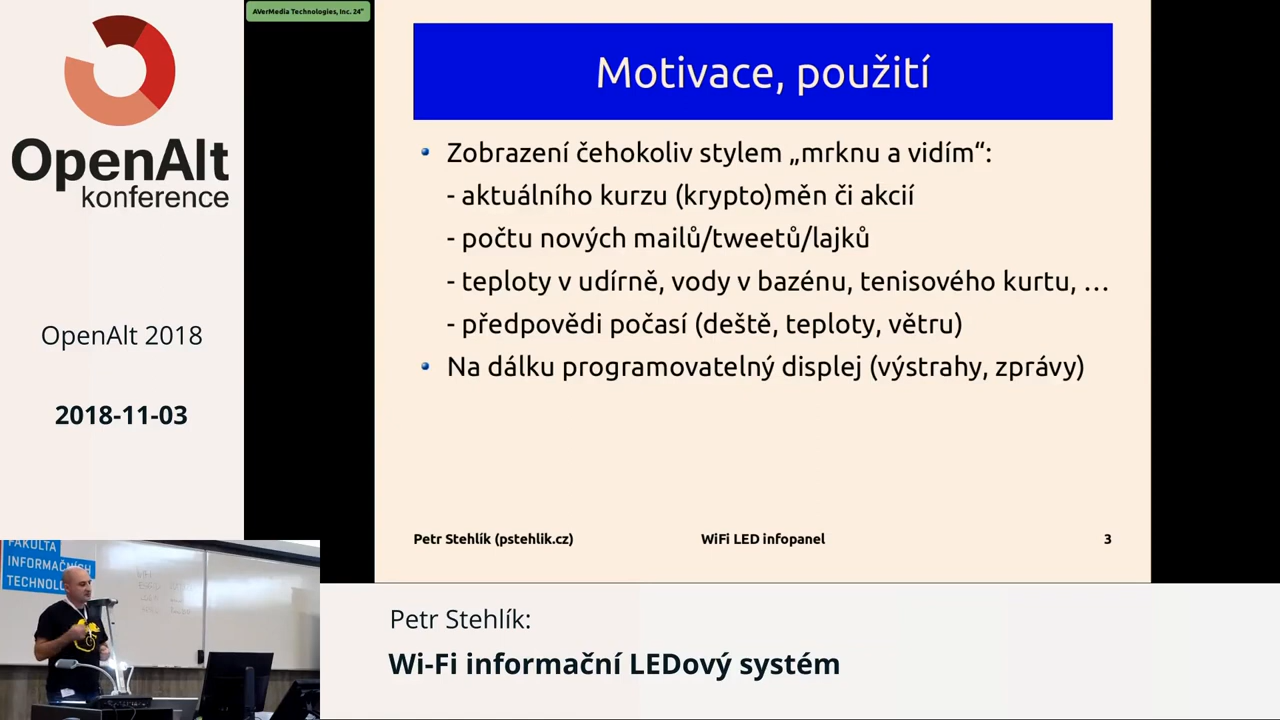 AVerMedia Technologies, Inc. 24"
OpenAlt
konference
OpenAlt 2018
2018-11-03
Motivace, použití
Zobrazení čehokoliv stylem „mrknu a vidím“:
- aktuálního kurzu (krypto)měn či akcií
- počtu nových mailů/tweetů/lajků
- teploty v udírně, vody v bazénu, tenisového kurtu, …
- předpovědi počasí (deště, teploty, větru)
Na dálku programovatelný displej (výstrahy, zprávy)
Petr Stehlík (pstehlik.cz) WiFi LED infopanel 3
FAKULTA
INFORMAČNÍCH
TECHNOLO
Petr Stehlík:
Wi-Fi informační LEDový systém